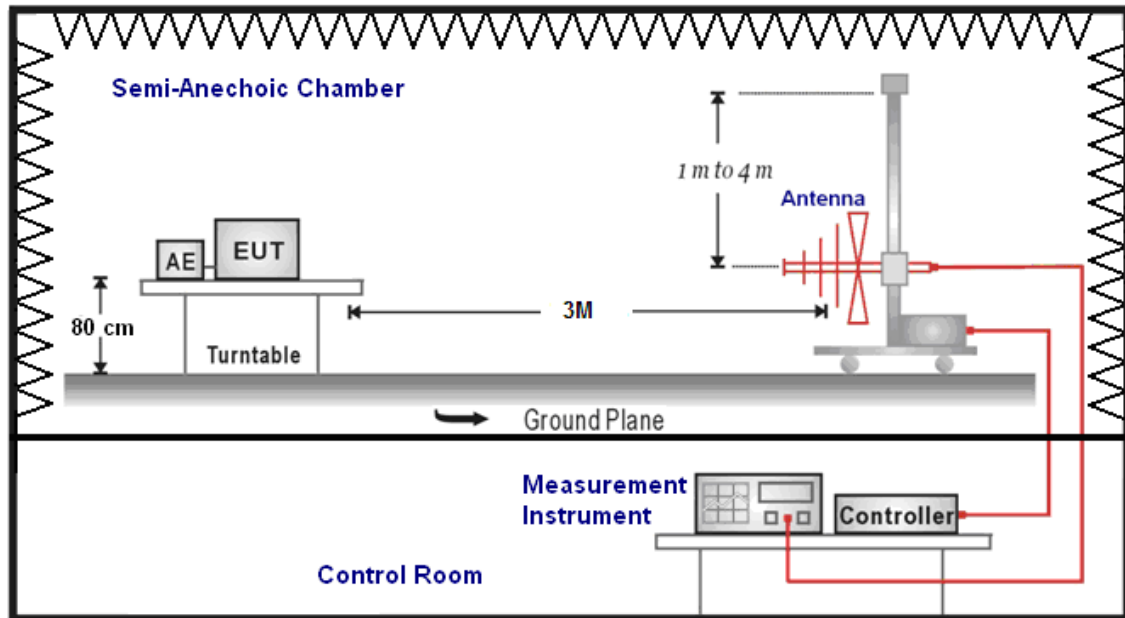 Semi-Anechoic Chamber
1 m to 4 m
Antenna
AE
EUT
80 cm
3M
Turntable
Ground Plane
Measurement
Instrument
Controller
Control Room